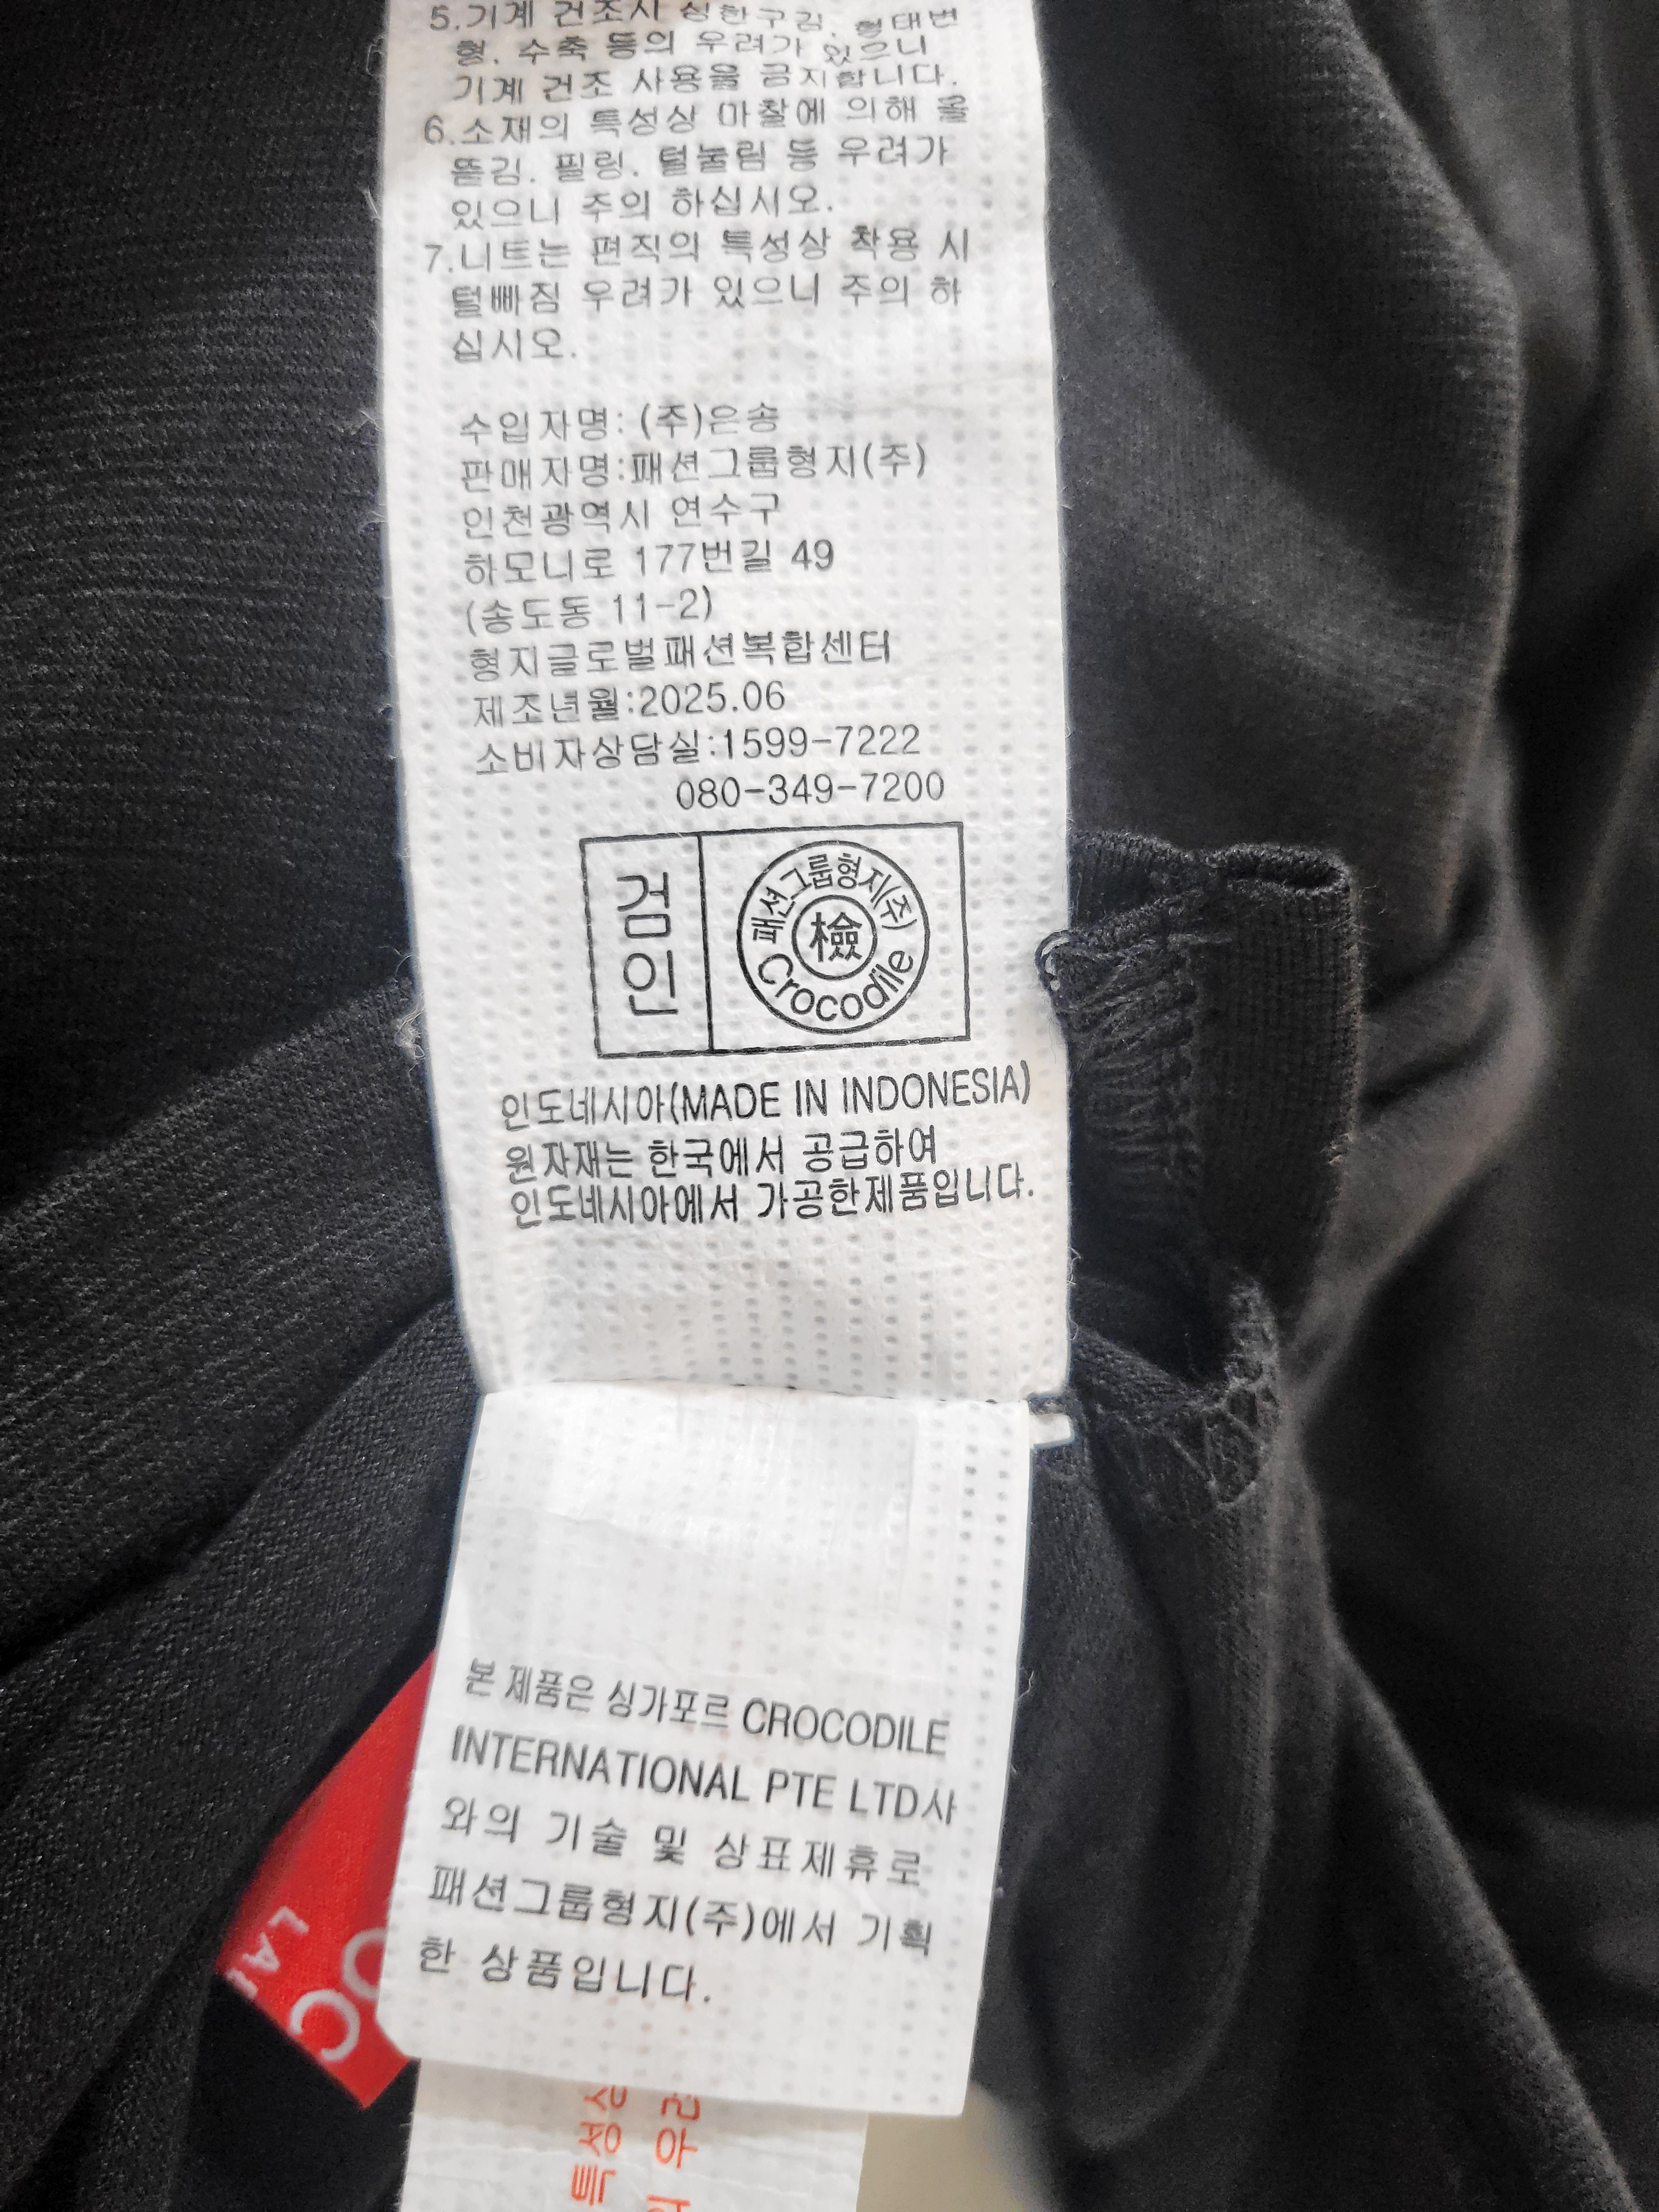 5.기계 건조시 심한구김, 형태변
형, 수축 등의 우려가 있으니
기계 건조 사용을 금지합니다.
6.소재의 특성상 마찰에 의해 올
뜯김, 필링, 털눌림 등 우려가
있으니 주의 하십시오.
7.니트는 편직의 특성상 착용 시
털빠짐 우려가 있으니 주의 하
십시오.
수입자명: (주)은송
판매자명:패션그룹형지(주)
인천광역시 연수구
하모니로 177번길 49
(송도동 11-2)
형지글로벌패션복합센터
제조년월:2025.06
소비자상담실:1599-7222
080-349-7200
검인
패션그룹형지(주)
檢
Crocodile
인도네시아(MADE IN INDONESIA)
원자재는 한국에서 공급하여
인도네시아에서 가공한제품입니다.
본 제품은 싱가포르 CROCODILE
INTERNATIONAL PTE LTD사
와의 기술 및 상표제휴로
패션그룹형지(주)에서 기획
한 상품입니다.